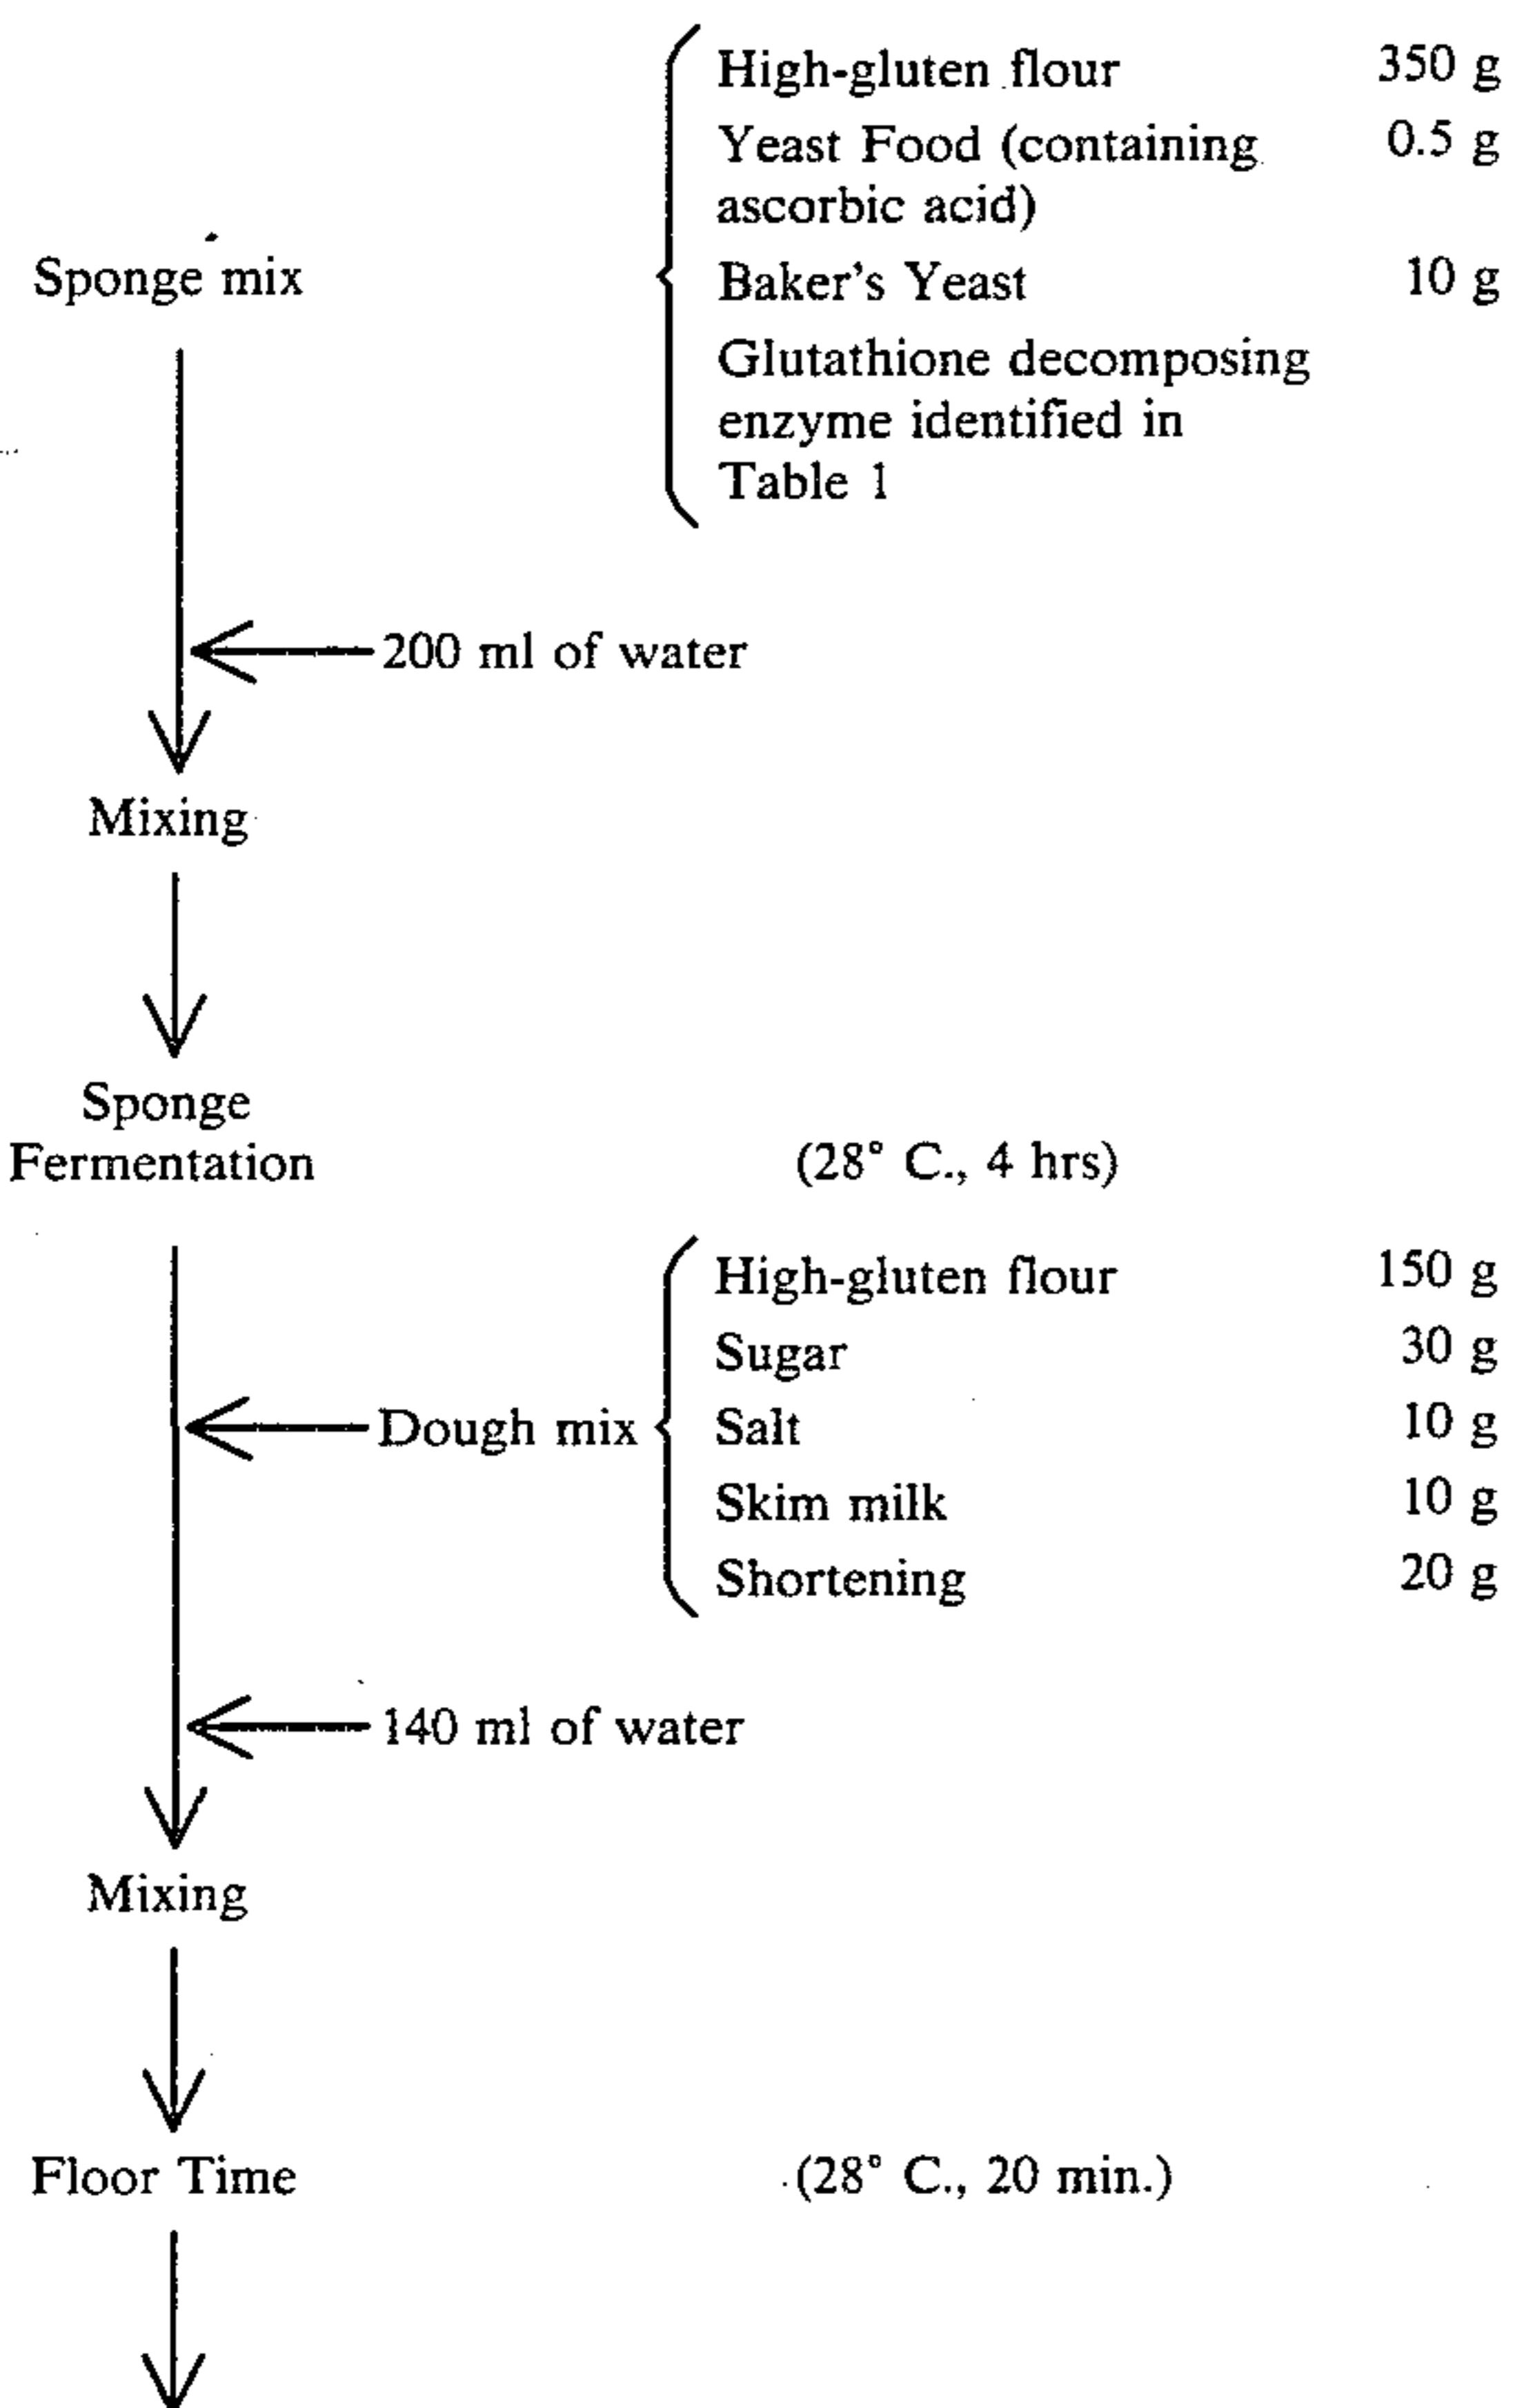 High-gluten flour 350 g
Yeast Food (containing 0.5 g
ascorbic acid)
Sponge mix
Baker's Yeast 10 g
Glutathione decomposing
enzyme identified in
Table 1
200 ml of water
Mixing
Sponge
Fermentation (28° C., 4 hrs)
High-gluten flour 150 g
Sugar 30 g
Dough mix Salt 10 g
Skim milk 10 g
Shortening 20 g
140 ml of water
Mixing
Floor Time (28° C., 20 min.)